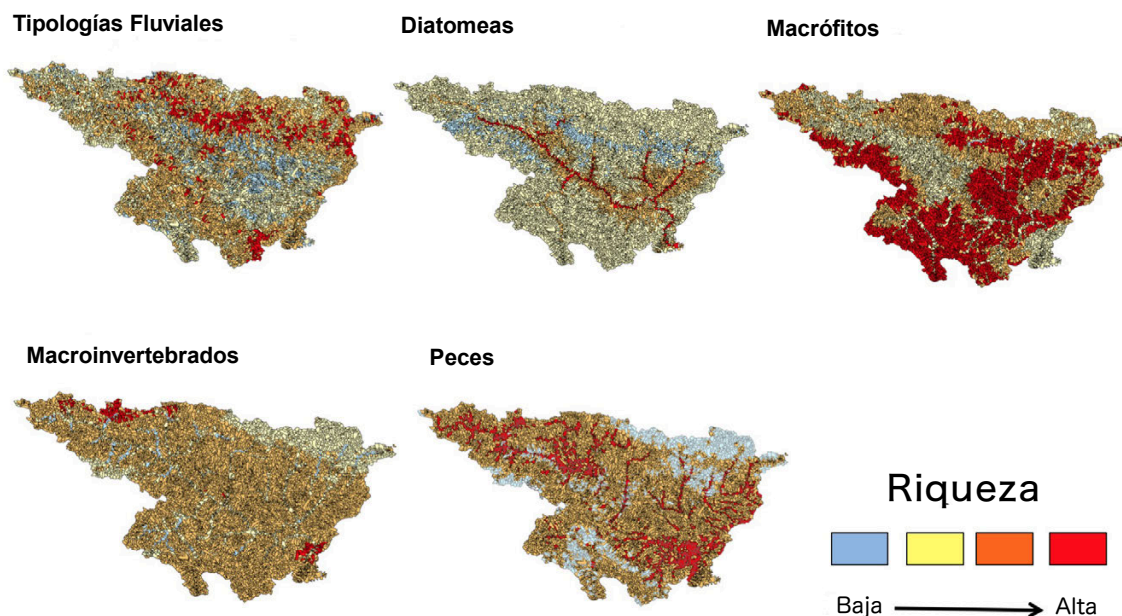 Tipologías Fluviales
Diatomeas
Macrófitos
Macroinvertebrados
Peces
Riqueza
Baja
Alta